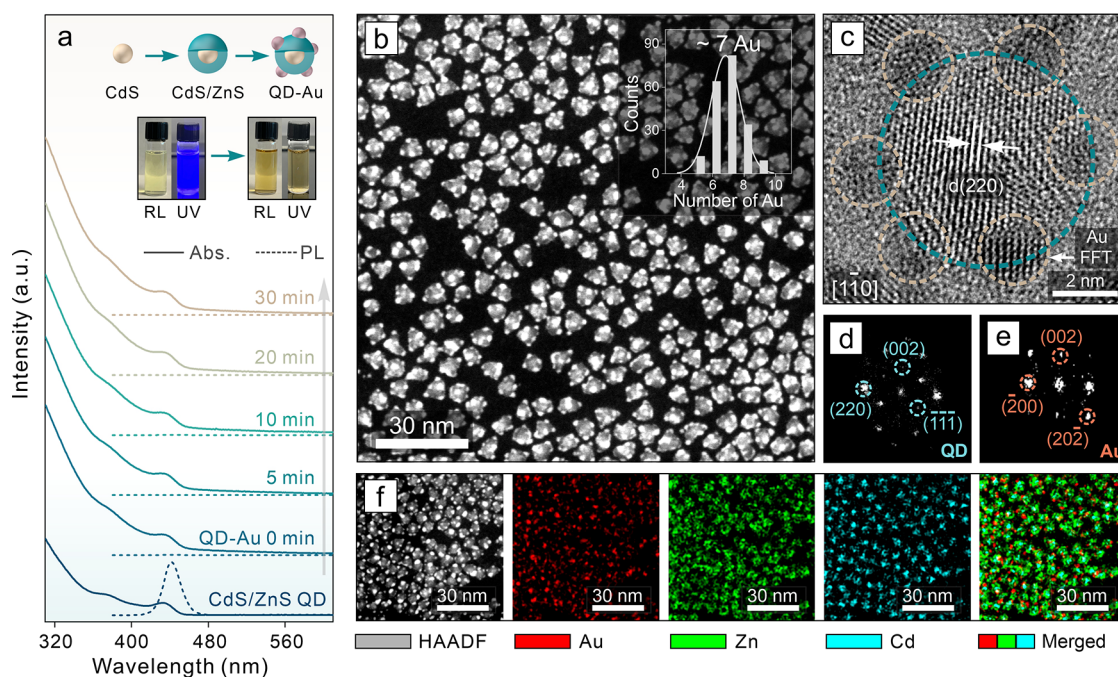 a
CdS
CdS/ZnS
QD-Au
RL
UV
RL
UV
Abs.
PL
30 min
20 min
10 min
5 min
QD-Au 0 min
CdS/ZnS QD
Intensity (a.u.)
320
400
480
560
Wavelength (nm)
b
~ 7 Au
90
60
30
0
Counts
4
6
8
10
Number of Au
30 nm
c
d(220)
Au
FFT
[11̄0]
2 nm
d
(002)
(220)
(1̄1̄1̄)
QD
e
(002)
(2̄00)
(202̄)
Au
f
30 nm
30 nm
30 nm
30 nm
30 nm
HAADF
Au
Zn
Cd
Merged